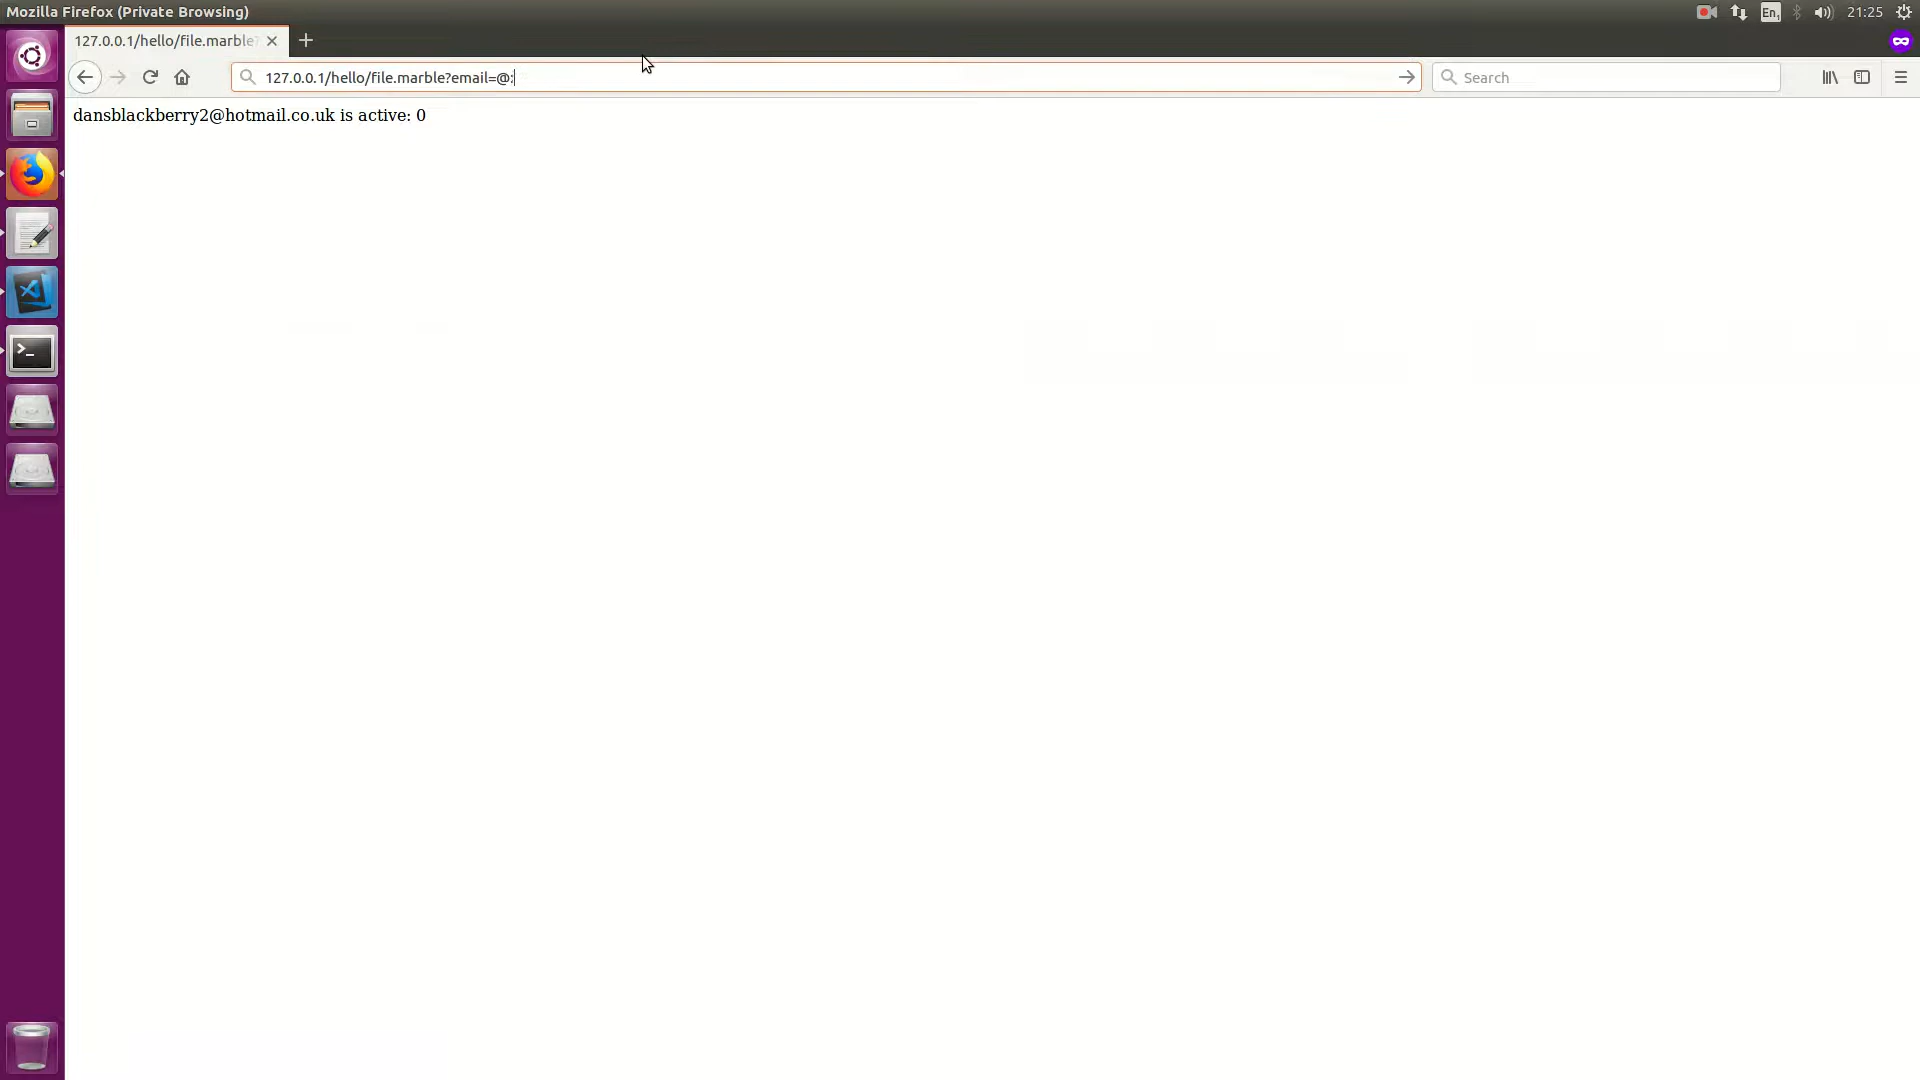 Mozilla Firefox (Private Browsing)
En1
21:25
127.0.0.1/hello/file.marble?
127.0.0.1/hello/file.marble?email=@;
Search
dansblackberry2@hotmail.co.uk is active: 0